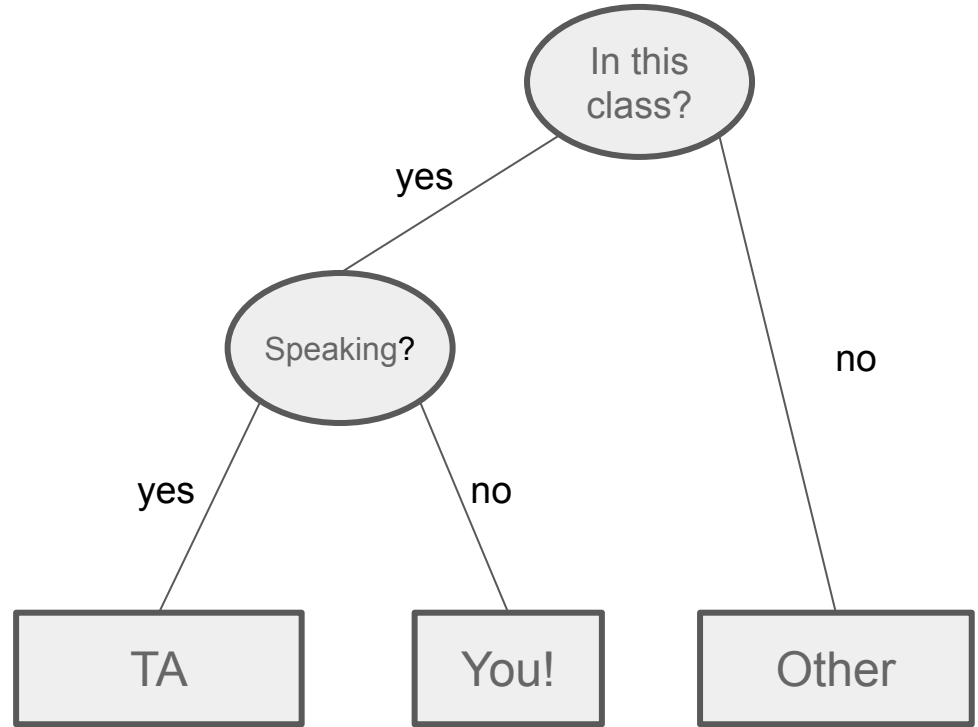 In this
class?
yes
Speaking?
no
yes
no
TA
You!
Other